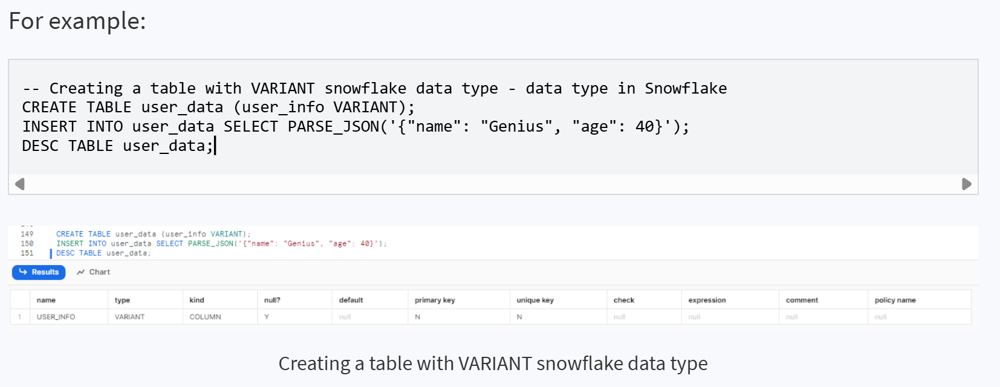 For example:
-- Creating a table with VARIANT snowflake data type - data type in Snowflake
CREATE TABLE user_data (user_info VARIANT);
INSERT INTO user_data SELECT PARSE_JSON('{"name": "Genius", "age": 40}');
DESC TABLE user_data;
149 CREATE TABLE user_data (user_info VARIANT);
150 INSERT INTO user_data SELECT PARSE_JSON('{"name": "Genius", "age": 40}');
151 DESC TABLE user_data;
Results Chart
name type kind null? default primary key unique key check expression comment policy name
1 USER_INFO VARIANT COLUMN Y null N N null null null null
Creating a table with VARIANT snowflake data type